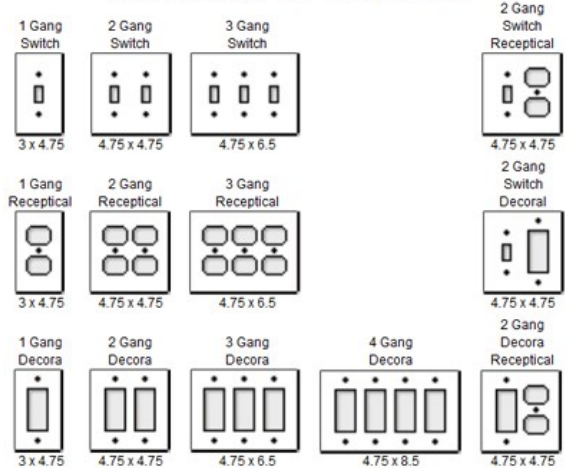 1 Gang
Switch
3 x 4.75
2 Gang
Switch
4.75 x 4.75
3 Gang
Switch
4.75 x 6.5
2 Gang
Switch
Receptical
4.75 x 4.75
1 Gang
Receptical
3 x 4.75
2 Gang
Receptical
4.75 x 4.75
3 Gang
Receptical
4.75 x 6.5
2 Gang
Switch
Decoral
4.75 x 4.75
1 Gang
Decora
3 x 4.75
2 Gang
Decora
4.75 x 4.75
3 Gang
Decora
4.75 x 6.5
4 Gang
Decora
4.75 x 8.5
2 Gang
Decora
Receptical
4.75 x 4.75